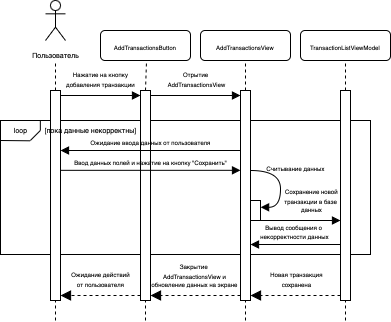 Пользователь
AddTransactionsButton
AddTransactionsView
TransactionListViewModel
Нажатие на кнопку
добавления транзакции
Отрытие
AddTransactionsView
loop
[пока данные некорректны]
Ожидание ввода данных от пользователя
Ввод данных полей и нажатие на кнопку "Сохранить"
Считывание данных
Сохранение новой
транзакции в базе
данных
Вывод сообщения о
некорректности данных
Ожидание действий
от пользователя
Закрытие
AddTransactionsView и
обновление данных на экране
Новая транзакция
сохранена